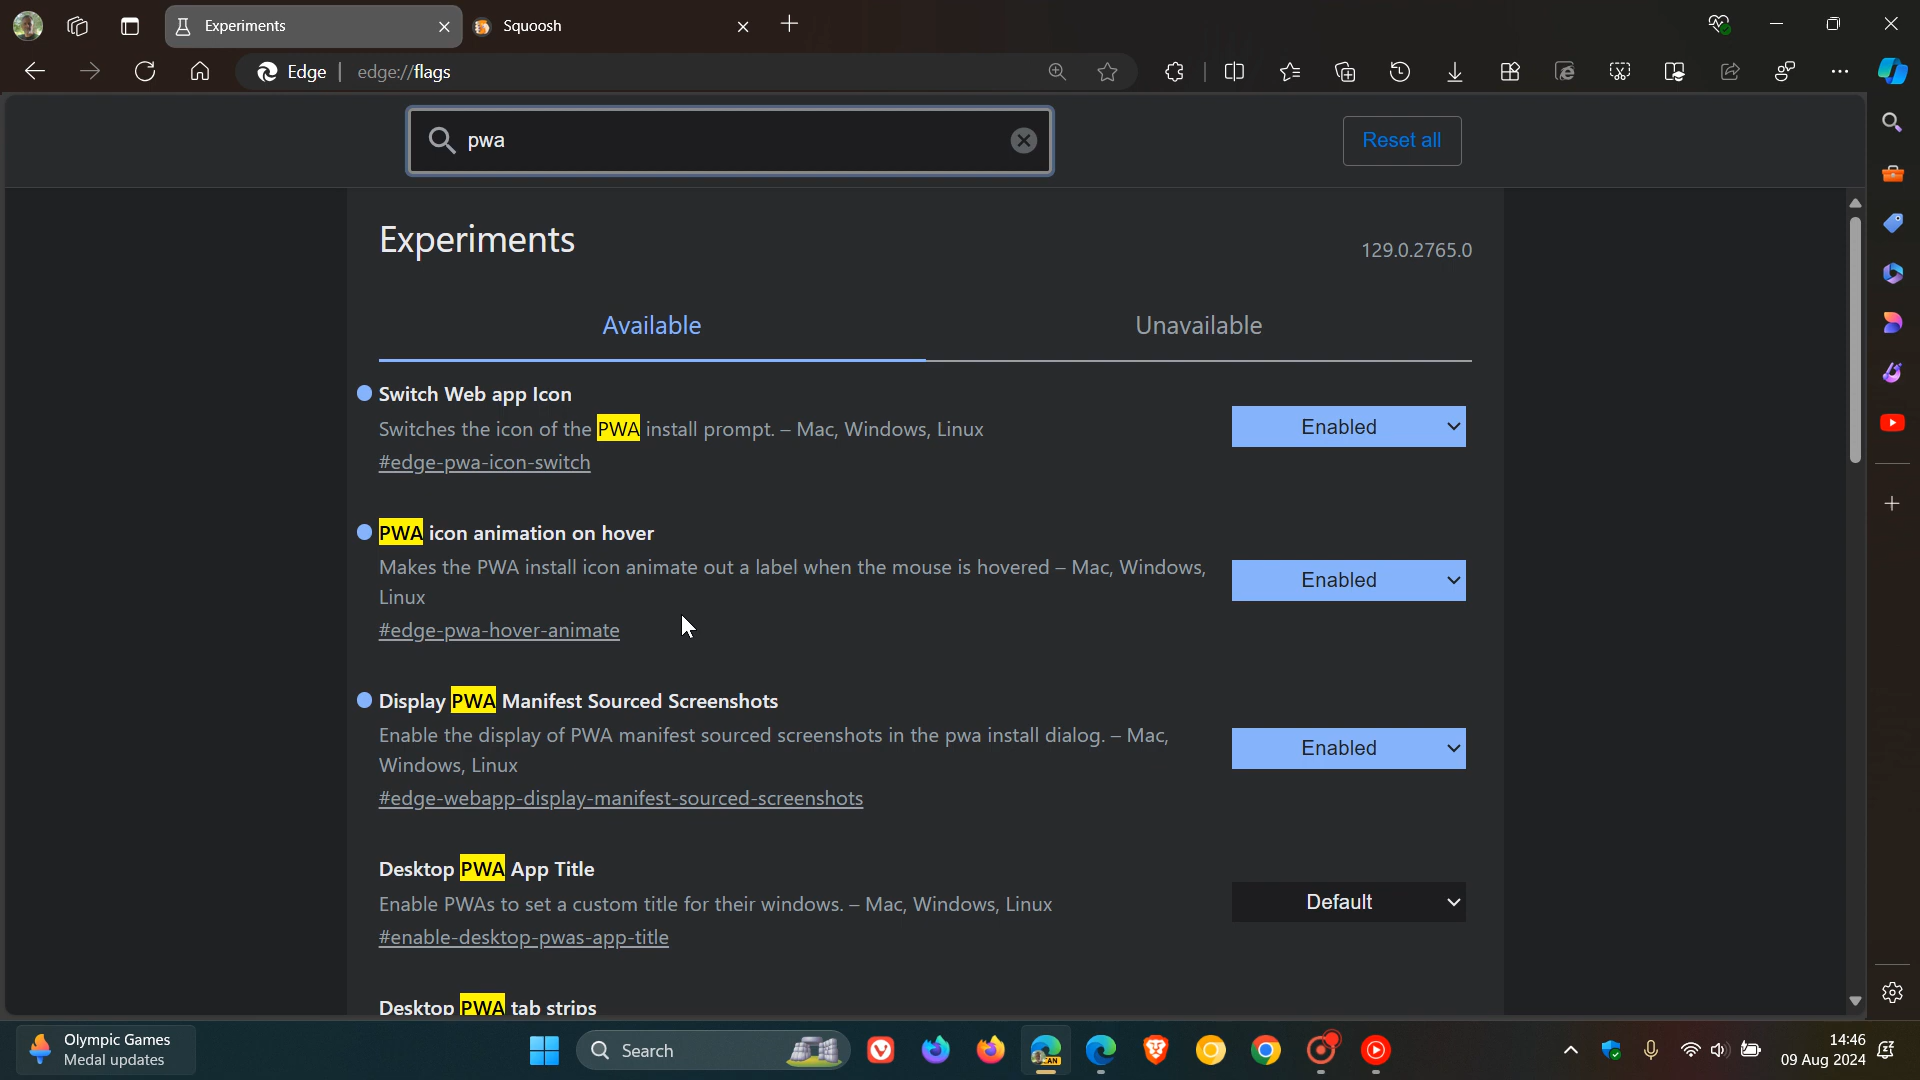 Experiments
Squoosh
Edge | edge://flags
pwa
Reset all
Experiments
129.0.2765.0
Available
Unavailable
Switch Web app Icon
Switches the icon of the PWA install prompt. – Mac, Windows, Linux
#edge-pwa-icon-switch
Enabled
PWA icon animation on hover
Makes the PWA install icon animate out a label when the mouse is hovered – Mac, Windows,
Linux
#edge-pwa-hover-animate
Enabled
Display PWA Manifest Sourced Screenshots
Enable the display of PWA manifest sourced screenshots in the pwa install dialog. – Mac,
Windows, Linux
#edge-webapp-display-manifest-sourced-screenshots
Enabled
Desktop PWA App Title
Enable PWAs to set a custom title for their windows. – Mac, Windows, Linux
#enable-desktop-pwas-app-title
Default
Desktop PWA tab strips
Olympic Games
Medal updates
Search
CAN
14:46
09 Aug 2024